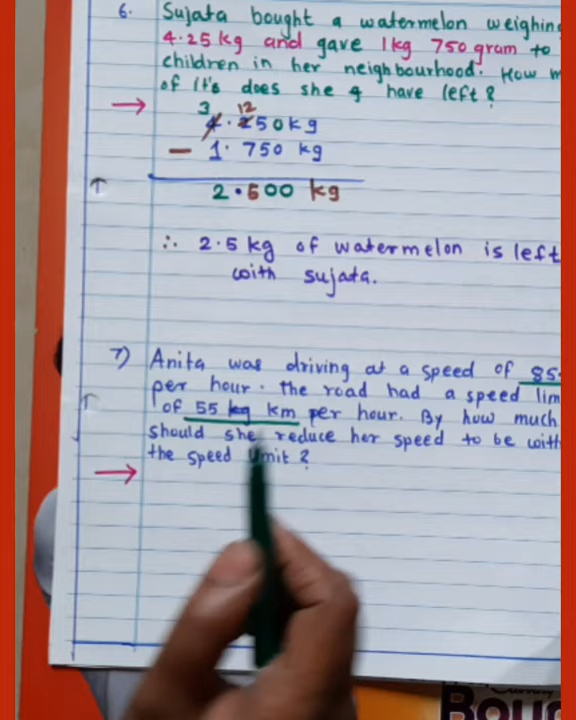 6. Sujata bought a watermelon weighing
4.25 kg and gave 1kg 750 gram to
children in her neighbourhood. How m
of it's does she 4 have left?
3 12
4.250kg
- 1.750 kg
2.500 kg
∴ 2.5 kg of watermelon is left
with sujata.
7) Anita was driving at a speed of 85
per hour. the road had a speed lim
of 55 kg km per hour. By how much
should she reduce her speed to be with
the speed limit?